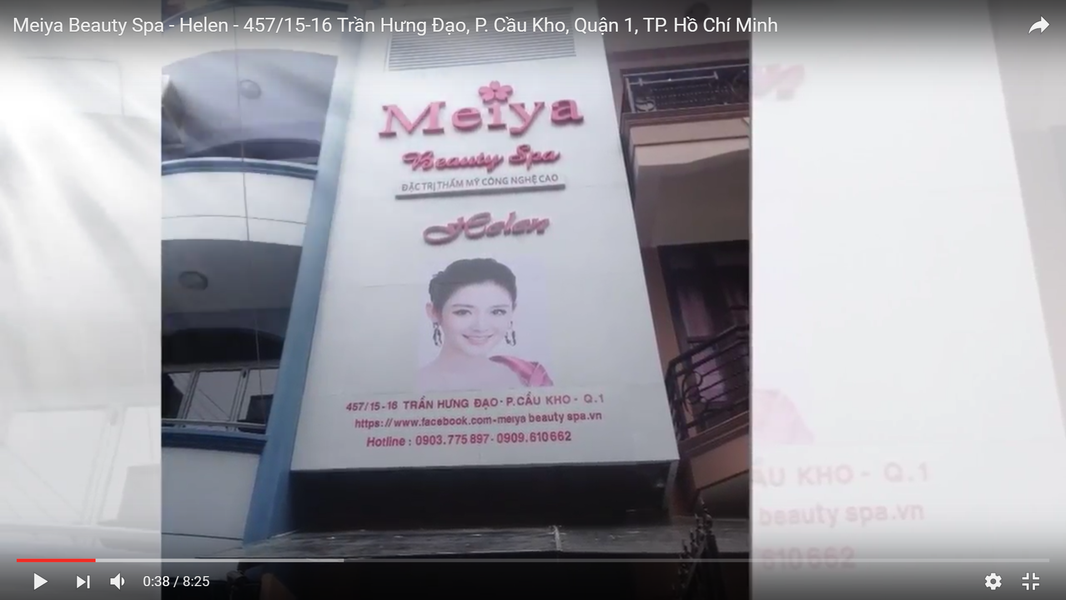 Meiya Beauty Spa - Helen - 457/15-16 Trần Hưng Đạo, P. Cầu Kho, Quận 1, TP. Hồ Chí Minh
Meiya
Beauty Spa
ĐẶC TRỊ THẨM MỸ CÔNG NGHỆ CAO
Helen
457/15-16 TRẦN HƯNG ĐẠO - P.CẦU KHO - Q.1
https://www.facebook.com-meiya beauty spa.vn
Hotline : 0903.775 897 - 0909.610662
ẦU KHO - Q.1
.beauty spa.vn
610662
0:38 / 8:25